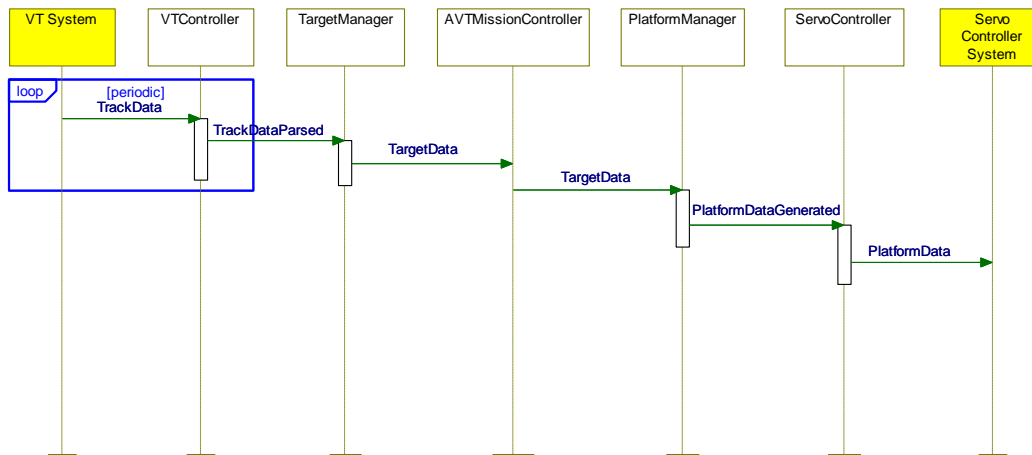 VT System
VTController
TargetManager
AVTMissionController
PlatformManager
ServoController
Servo
Controller
System
loop
[periodic]
TrackData
TrackDataParsed
TargetData
TargetData
PlatformDataGenerated
PlatformData